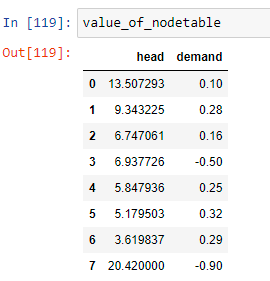 In [119]: value_of_nodetable
Out[119]:
head demand
0 13.507293 0.10
1 9.343225 0.28
2 6.747061 0.16
3 6.937726 -0.50
4 5.847936 0.25
5 5.179503 0.32
6 3.619837 0.29
7 20.420000 -0.90